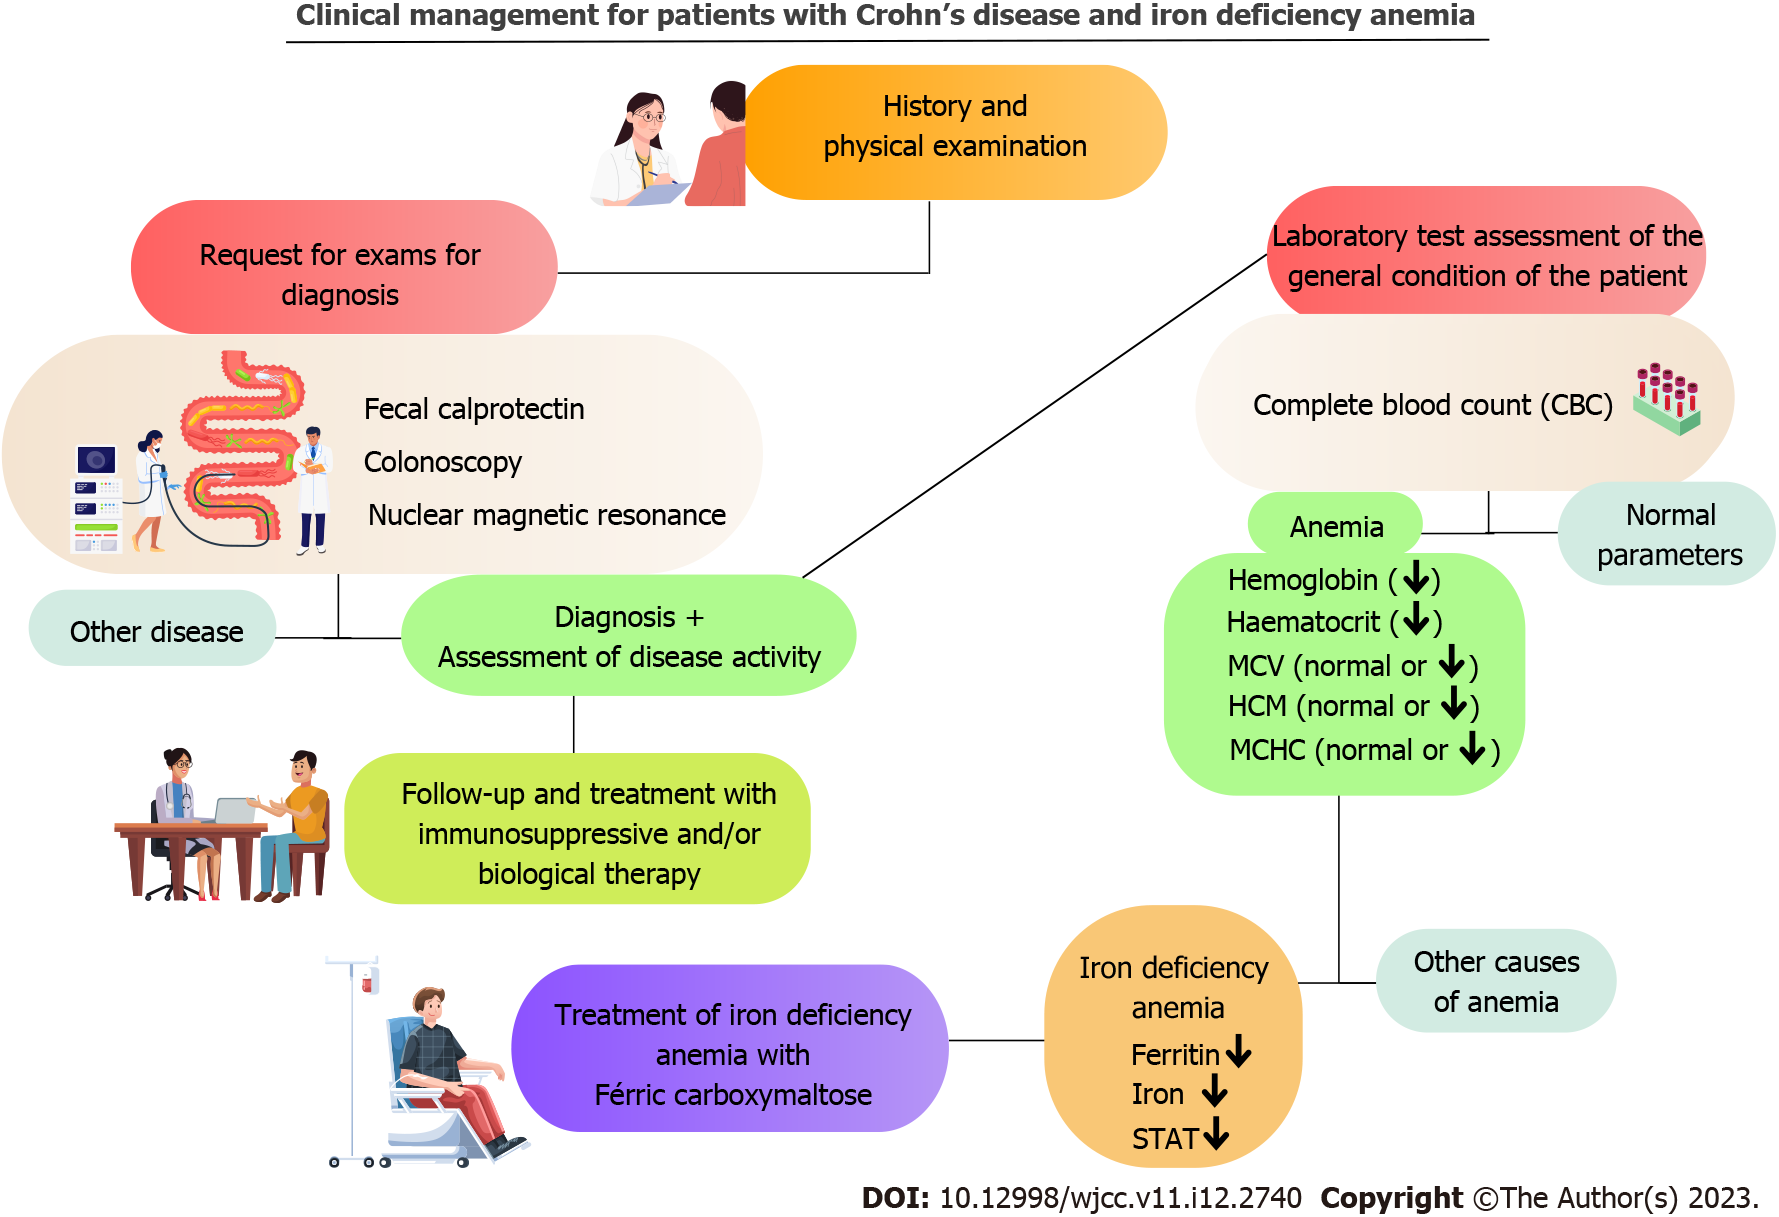 Clinical management for patients with Crohn’s disease and iron deficiency anemia
History and
physical examination
Request for exams for
diagnosis
Fecal calprotectin
Colonoscopy
Nuclear magnetic resonance
Other disease
Diagnosis +
Assessment of disease activity
Follow-up and treatment with
immunosuppressive and/or
biological therapy
Laboratory test assessment of the
general condition of the patient
Complete blood count (CBC)
Anemia
Normal
parameters
Hemoglobin (↓)
Haematocrit (↓)
MCV (normal or ↓)
HCM (normal or ↓)
MCHC (normal or ↓)
Iron deficiency
anemia
Ferritin ↓
Iron ↓
STAT ↓
Other causes
of anemia
Treatment of iron deficiency
anemia with
Férric carboxymaltose
DOI: 10.12998/wjcc.v11.i12.2740 Copyright ©The Author(s) 2023.